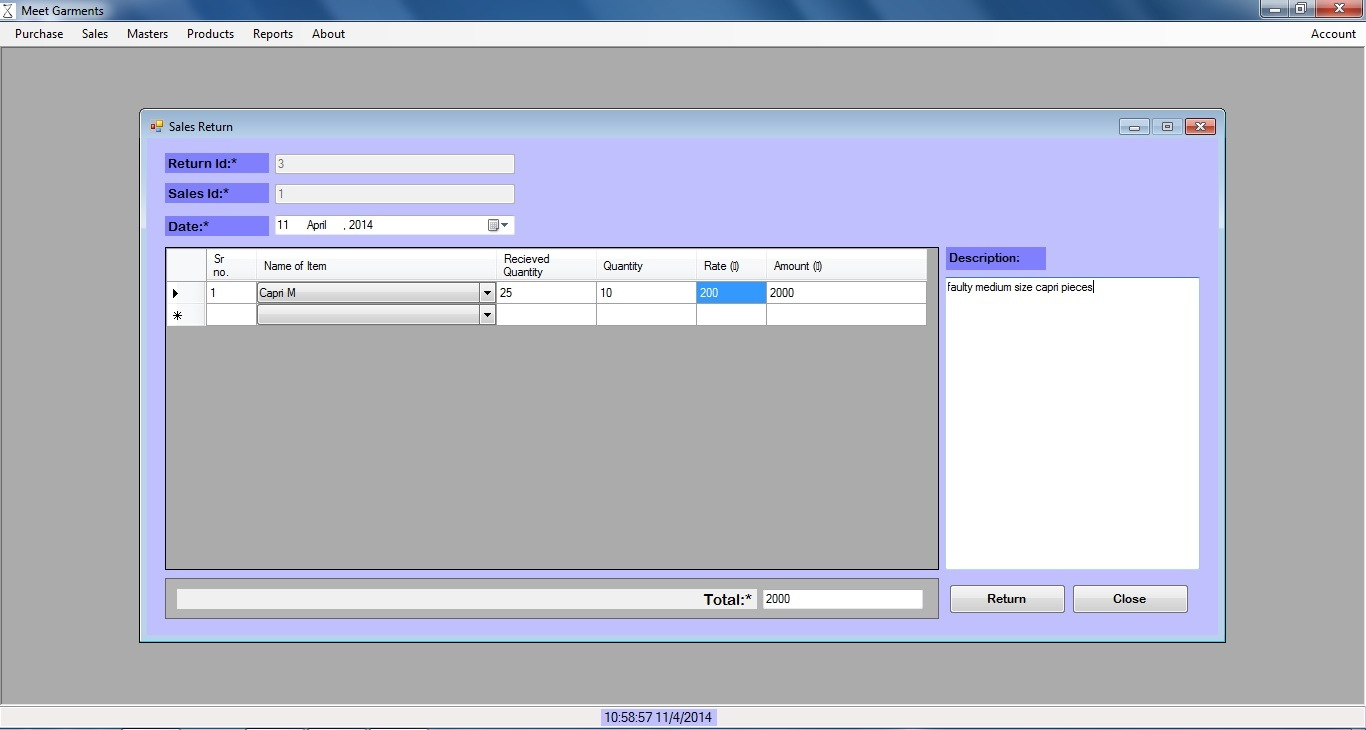 Meet Garments
Purchase Sales Masters Products Reports About Account
Sales Return
Return Id:* 3
Sales Id:* 1
Date:* 11 April , 2014
Sr no. Name of Item Recieved Quantity Quantity Rate (▯) Amount (▯)
1 Capri M 25 10 200 2000
Description:
faulty medium size capri pieces
Total:* 2000
Return Close
10:58:57 11/4/2014